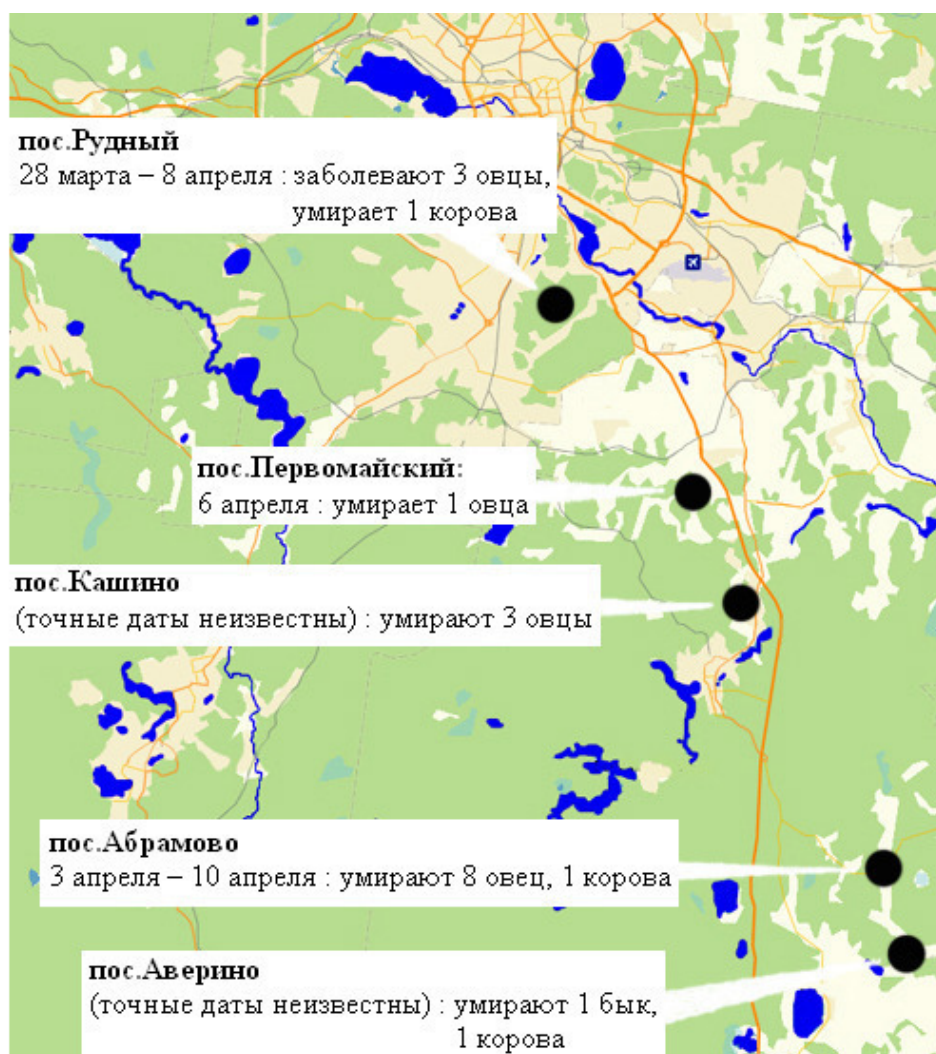 пос.Рудный
28 марта – 8 апреля : заболевают 3 овцы,
умирает 1 корова
пос.Первомайский:
6 апреля : умирает 1 овца
пос.Кашино
(точные даты неизвестны) : умирают 3 овцы
пос.Абрамово
3 апреля – 10 апреля : умирают 8 овец, 1 корова
пос.Аверино
(точные даты неизвестны) : умирают 1 бык,
1 корова